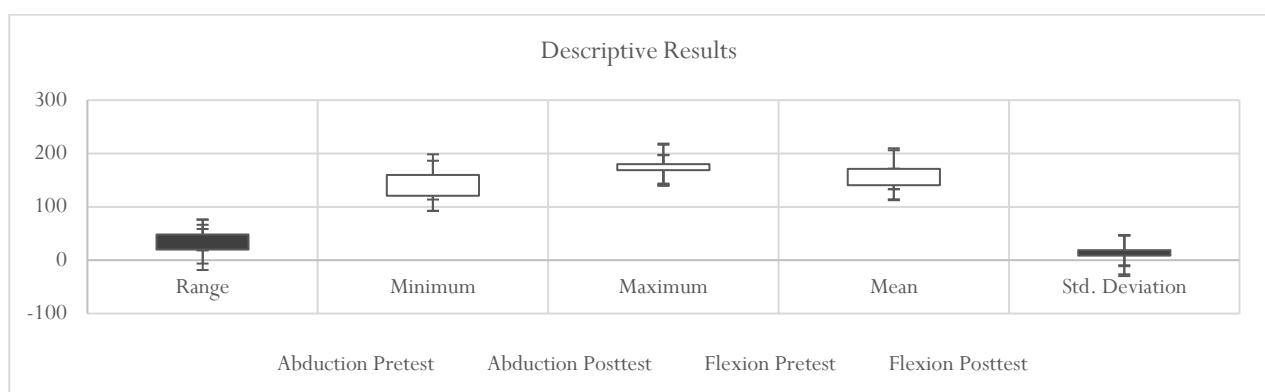 Descriptive Results
300
200
100
0
-100
Range Minimum Maximum Mean Std. Deviation
Abduction Pretest Abduction Posttest Flexion Pretest Flexion Posttest